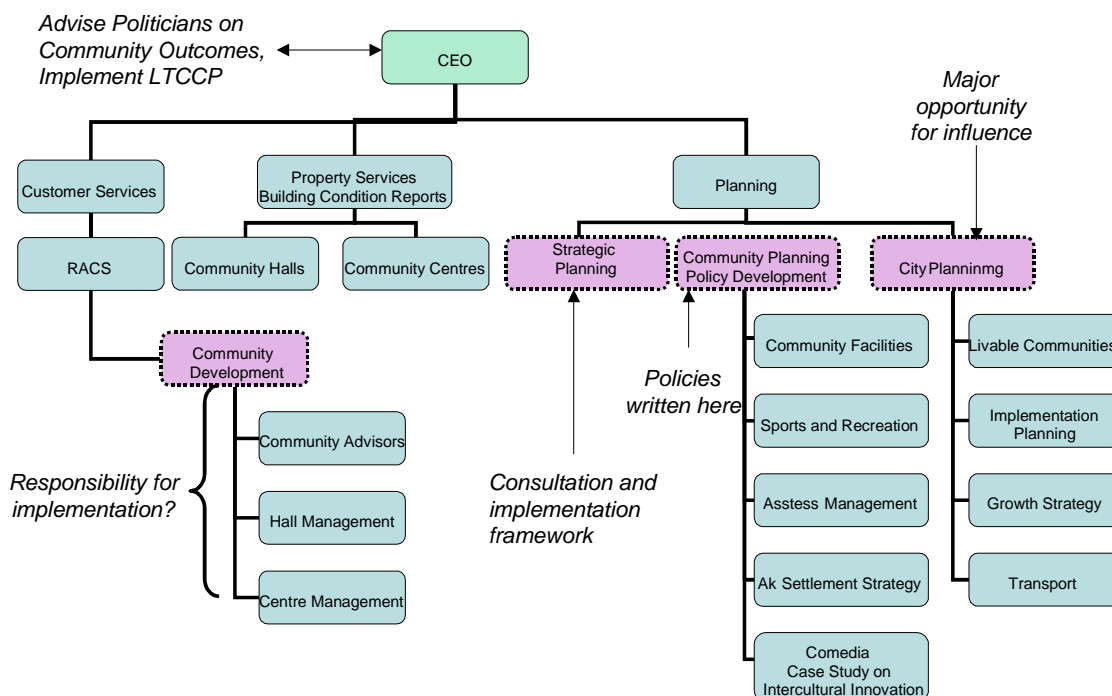 Advise Politicians on
Community Outcomes,
Implement LTCCP
CEO
Major
opportunity
for influence
Customer Services
Property Services
Building Condition Reports
Planning
RACS
Community Halls
Community Centres
Strategic
Planning
Community Planning
Policy Development
City Planninmg
Community
Development
Community Facilities
Livable Communities
Policies
written here
Community Advisors
Sports and Recreation
Implementation
Planning
Responsibility for
implementation?
Hall Management
Consultation and
implementation
framework
Asstess Management
Growth Strategy
Centre Management
Ak Settlement Strategy
Transport
Comedia
Case Study on
Intercultural Innovation